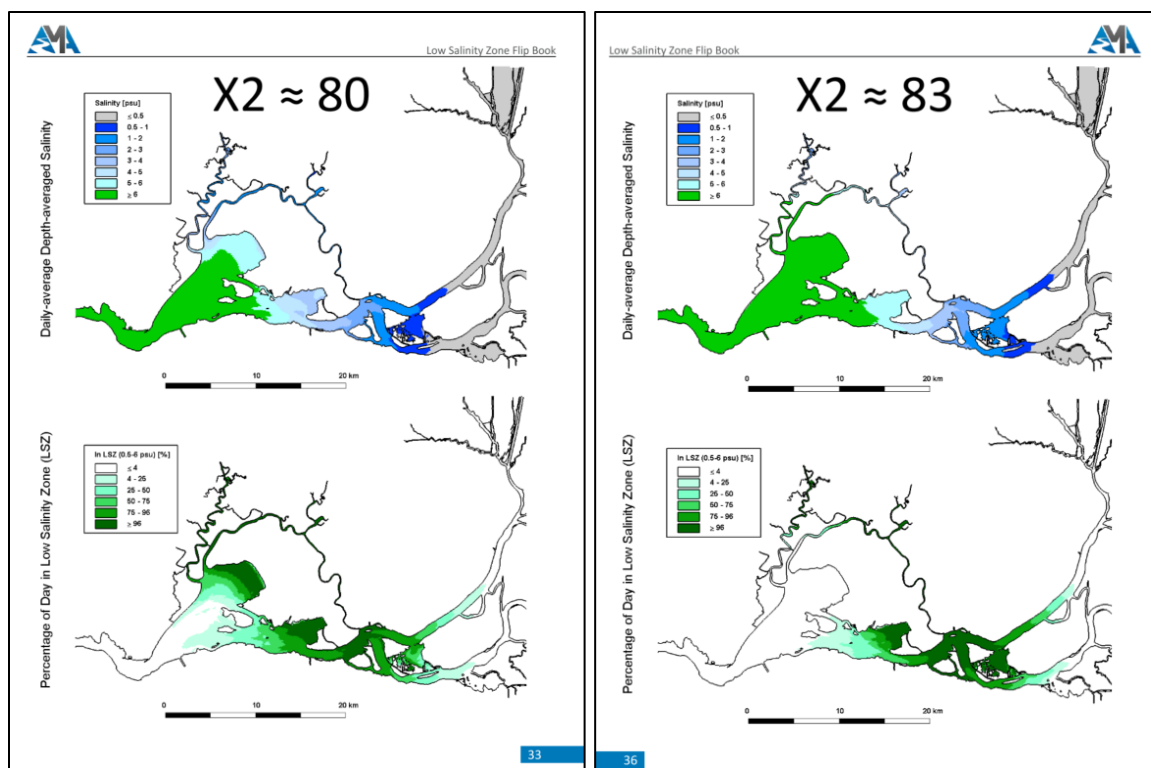 AMA
Low Salinity Zone Flip Book
X2 ≈ 80
Daily-average Depth-averaged Salinity
Salinity [psu]
≤ 0.5
0.5 - 1
1 - 2
2 - 3
3 - 4
4 - 5
5 - 6
≥ 6
0 10 20 km
Percentage of Day in Low Salinity Zone (LSZ)
In LSZ (0.5-6 psu) [%]
≤ 4
4 - 25
25 - 50
50 - 75
75 - 96
≥ 96
0 10 20 km
33
Low Salinity Zone Flip Book
AMA
X2 ≈ 83
Daily-average Depth-averaged Salinity
Salinity [psu]
≤ 0.5
0.5 - 1
1 - 2
2 - 3
3 - 4
4 - 5
5 - 6
≥ 6
0 10 20 km
Percentage of Day in Low Salinity Zone (LSZ)
In LSZ (0.5-6 psu) [%]
≤ 4
4 - 25
25 - 50
50 - 75
75 - 96
≥ 96
0 10 20 km
36